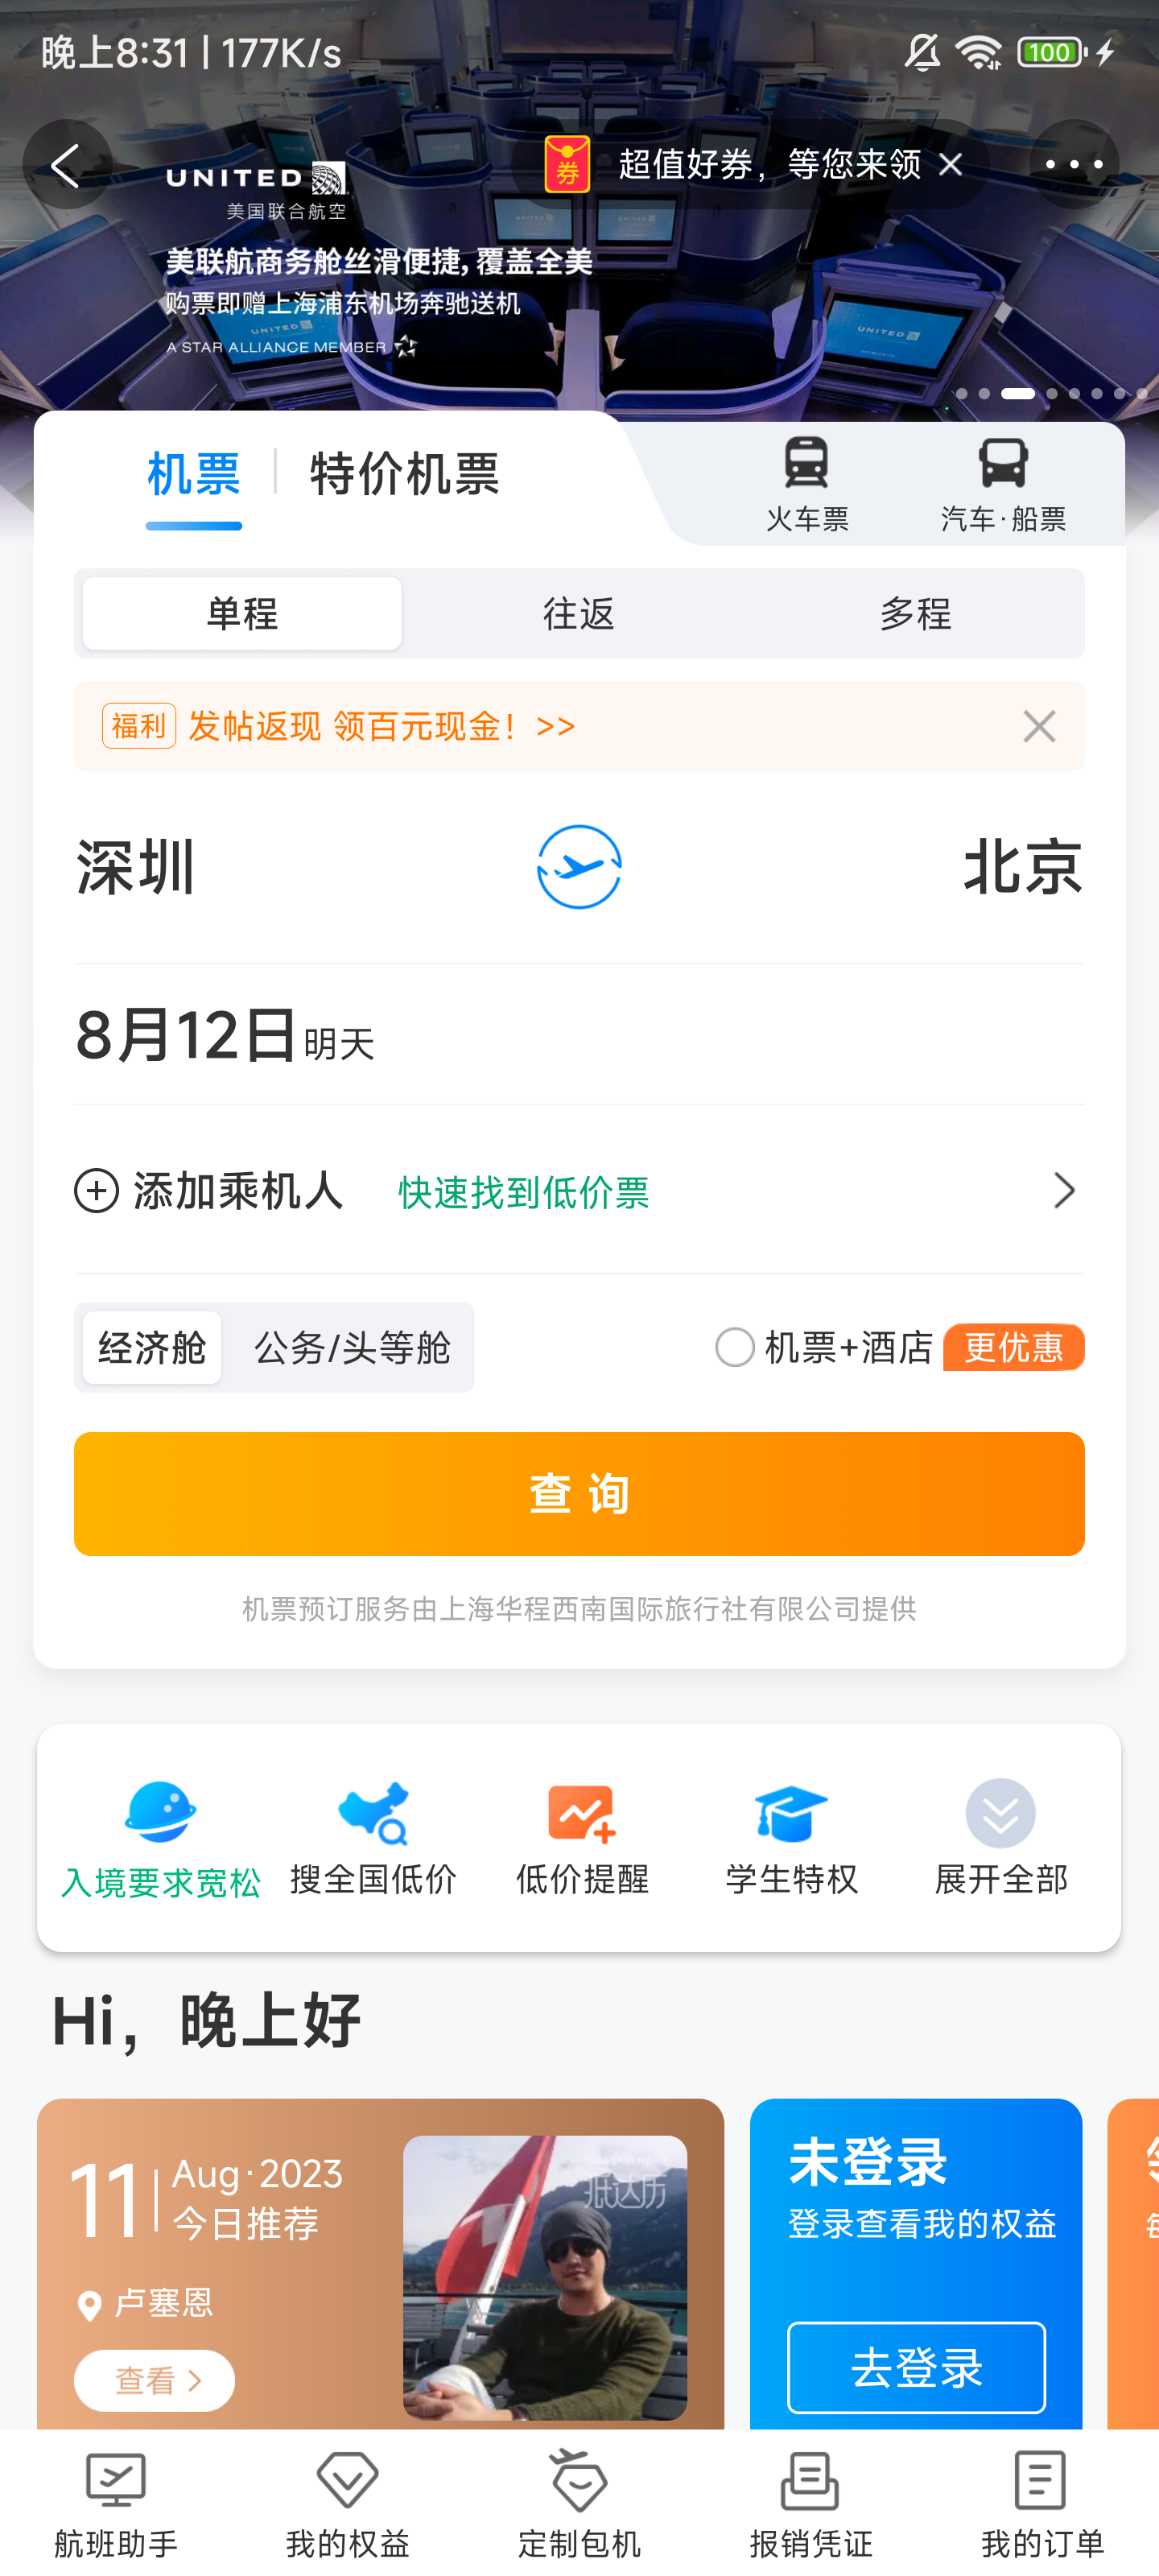 晚上8:31 | 177K/s
100
UNITED
美国联合航空
券
超值好券，等您来领
美联航商务舱丝滑便捷,覆盖全美
购票即赠上海浦东机场奔驰送机
A STAR ALLIANCE MEMBER
UNITED
UNITED
机票
特价机票
火车票
汽车·船票
单程
往返
多程
福利
发帖返现 领百元现金！>>
深圳
北京
8月12日明天
添加乘机人
快速找到低价票
经济舱
公务/头等舱
机票+酒店
更优惠
查 询
机票预订服务由上海华程西南国际旅行社有限公司提供
入境要求宽松
搜全国低价
低价提醒
学生特权
展开全部
Hi，晚上好
11
Aug·2023
今日推荐
卢塞恩
查看
抵达历
未登录
登录查看我的权益
去登录
航班助手
我的权益
定制包机
报销凭证
我的订单